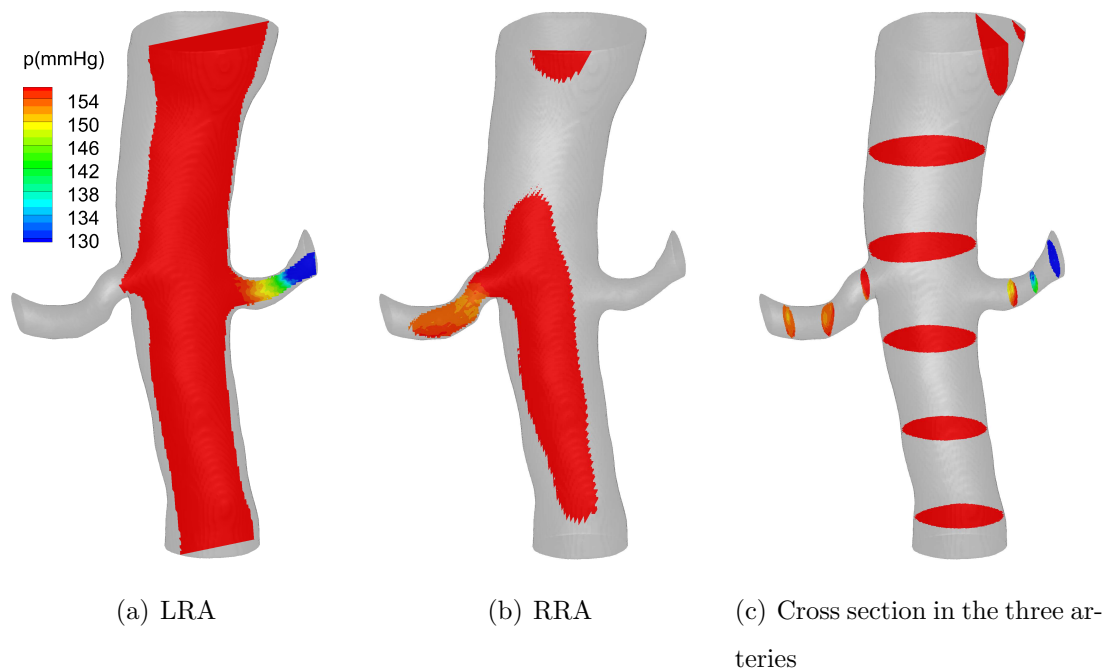 p(mmHg)
154
150
146
142
138
134
130
(a) LRA
(b) RRA
(c) Cross section in the three ar-
teries